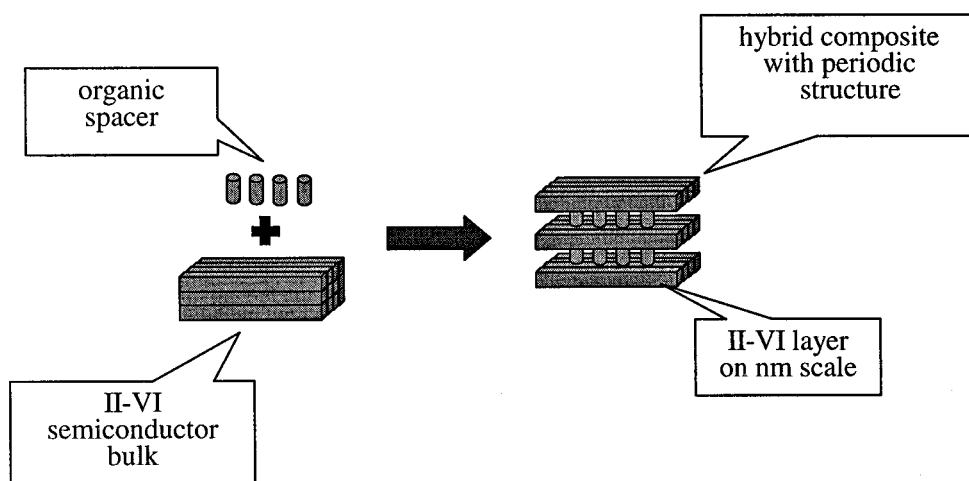 organic
spacer
hybrid composite
with periodic
structure
II-VI
semiconductor
bulk
II-VI layer
on nm scale